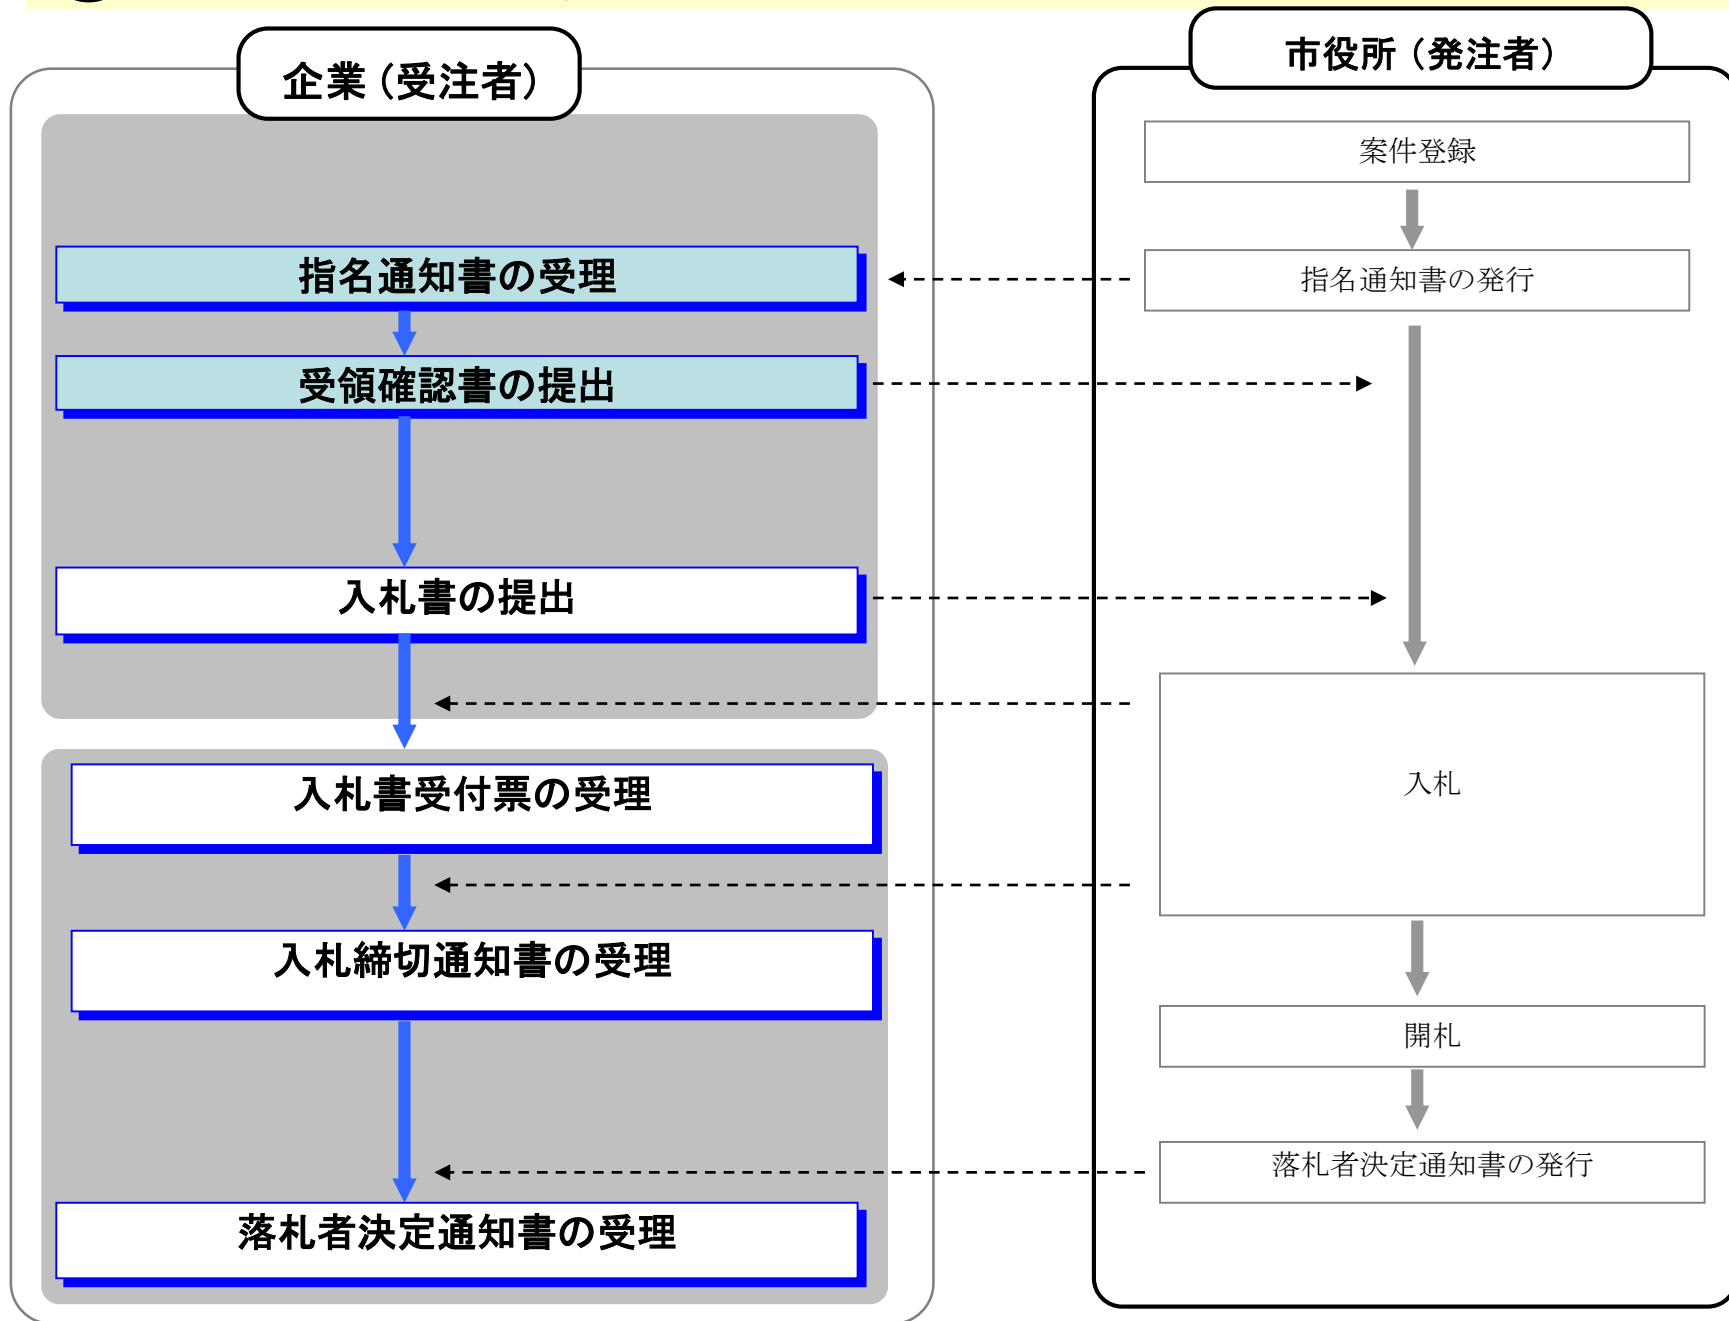 企業（受注者）
指名通知書の受理
受領確認書の提出
入札書の提出
入札書受付票の受理
入札締切通知書の受理
落札者決定通知書の受理
市役所（発注者）
案件登録
指名通知書の発行
入札
開札
落札者決定通知書の発行